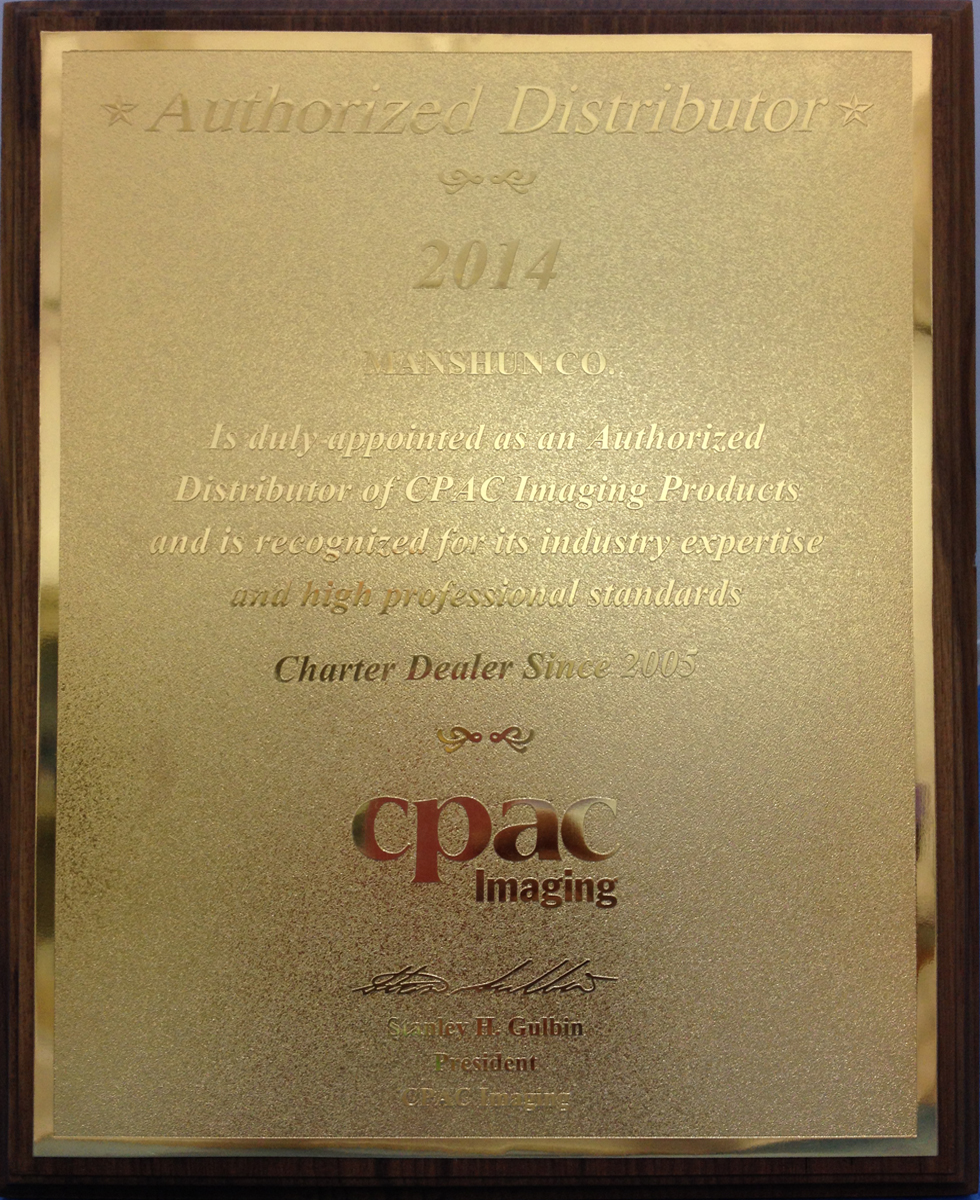 Authorized Distributor
2014
MANSHUN CO.
Is duly appointed as an Authorized
Distributor of CPAC Imaging Products
and is recognized for its industry expertise
and high professional standards
Charter Dealer Since 2005
cpac
Imaging
Stanley H. Gulbin
President
CPAC Imaging